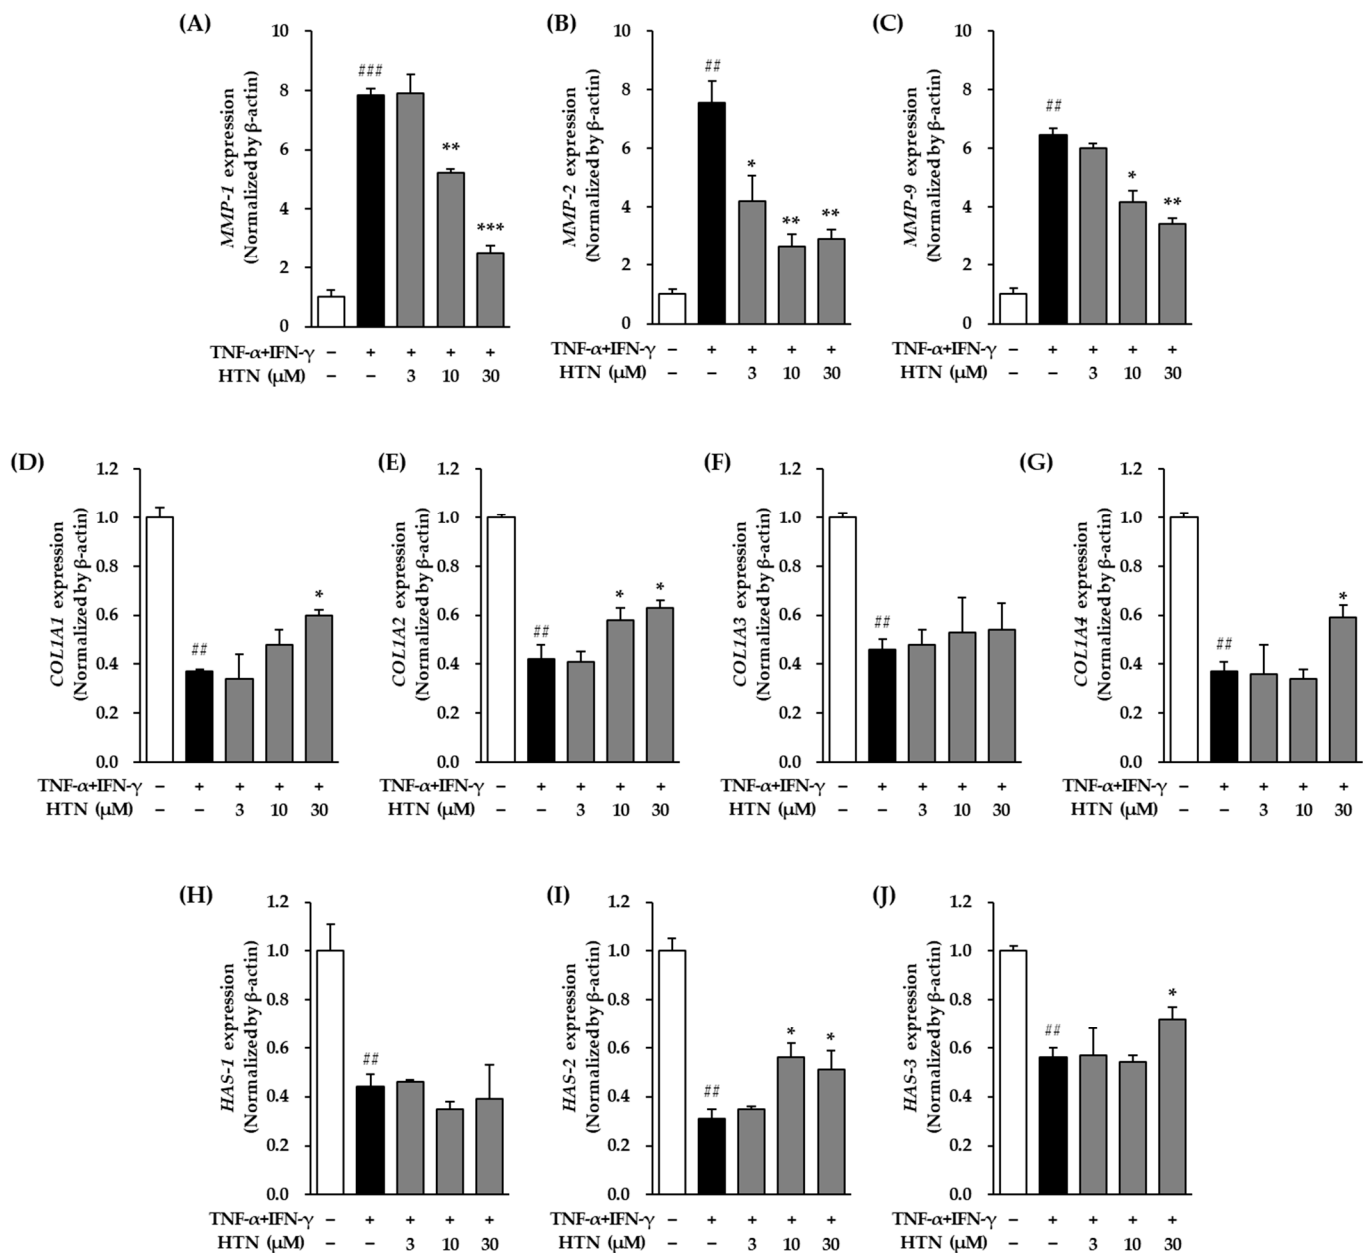 (A)
MMP-1 expression
(Normalized by β-actin)
10
8
6
4
2
0
###
**
***
TNF-α+IFN-γ – + + + +
HTN (μM) – – 3 10 30
(B)
MMP-2 expression
(Normalized by β-actin)
10
8
6
4
2
0
##
*
**
**
TNF-α+IFN-γ – + + + +
HTN (μM) – – 3 10 30
(C)
MMP-9 expression
(Normalized by β-actin)
10
8
6
4
2
0
##
*
**
TNF-α+IFN-γ – + + + +
HTN (μM) – – 3 10 30
(D)
COL1A1 expression
(Normalized by β-actin)
1.2
1.0
0.8
0.6
0.4
0.2
0.0
##
*
TNF-α+IFN-γ – + + + +
HTN (μM) – – 3 10 30
(E)
COL1A2 expression
(Normalized by β-actin)
1.2
1.0
0.8
0.6
0.4
0.2
0.0
##
*
*
TNF-α+IFN-γ – + + + +
HTN (μM) – – 3 10 30
(F)
COL1A3 expression
(Normalized by β-actin)
1.2
1.0
0.8
0.6
0.4
0.2
0.0
##
TNF-α+IFN-γ – + + + +
HTN (μM) – – 3 10 30
(G)
COL1A4 expression
(Normalized by β-actin)
1.2
1.0
0.8
0.6
0.4
0.2
0.0
##
*
TNF-α+IFN-γ – + + + +
HTN (μM) – – 3 10 30
(H)
HAS-1 expression
(Normalized by β-actin)
1.2
1.0
0.8
0.6
0.4
0.2
0.0
##
TNF-α+IFN-γ – + + + +
HTN (μM) – – 3 10 30
(I)
HAS-2 expression
(Normalized by β-actin)
1.2
1.0
0.8
0.6
0.4
0.2
0.0
##
*
*
TNF-α+IFN-γ – + + + +
HTN (μM) – – 3 10 30
(J)
HAS-3 expression
(Normalized by β-actin)
1.2
1.0
0.8
0.6
0.4
0.2
0.0
##
*
TNF-α+IFN-γ – + + + +
HTN (μM) – – 3 10 30